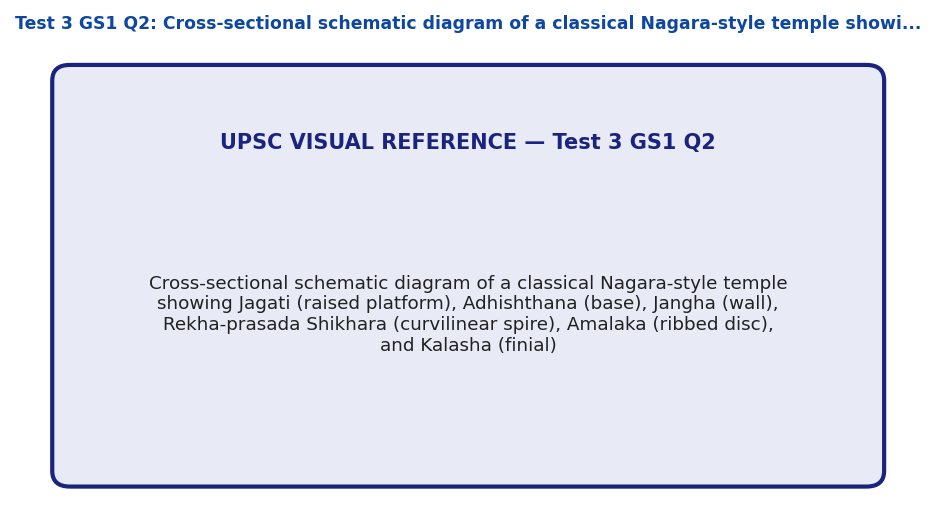 Test 3 GS1 Q2: Cross-sectional schematic diagram of a classical Nagara-style temple showi...
UPSC VISUAL REFERENCE — Test 3 GS1 Q2
Cross-sectional schematic diagram of a classical Nagara-style temple
showing Jagati (raised platform), Adhishthana (base), Jangha (wall),
Rekha-prasada Shikhara (curvilinear spire), Amalaka (ribbed disc),
and Kalasha (finial)